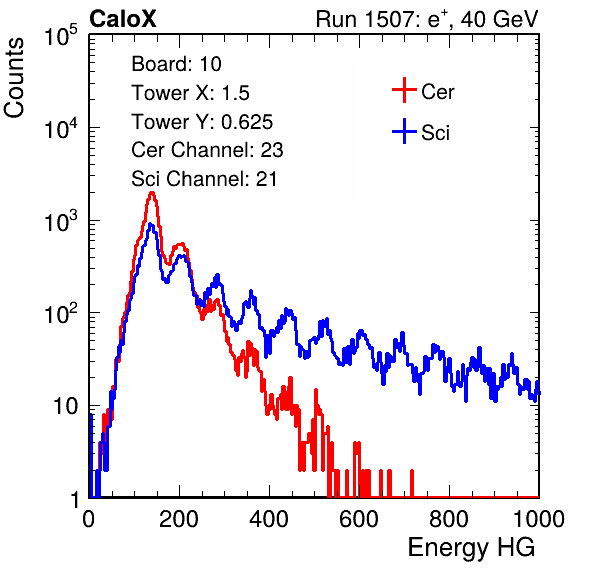 CaloX Run 1507: e⁺, 40 GeV
Counts
Board: 10
Tower X: 1.5
Tower Y: 0.625
Cer Channel: 23
Sci Channel: 21
Cer
Sci
10⁵
10⁴
10³
10²
10
1
0 200 400 600 800 1000
Energy HG